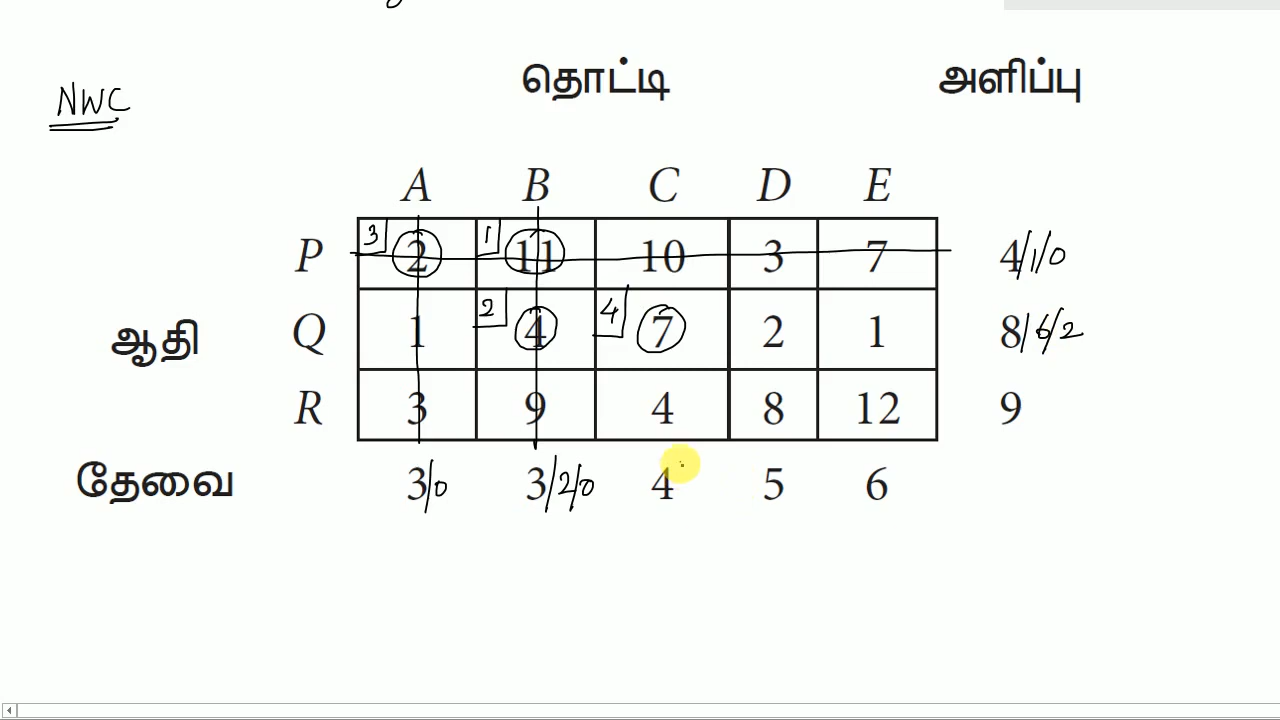 தொட்டி அளிப்பு
NWC
A B C D E
P 3 2 1 11 10 3 7 4/1/0
ஆதி Q 1 2 4 4 7 2 1 8/6/2
R 3 9 4 8 12 9
தேவை 3/0 3/2/0 4 5 6